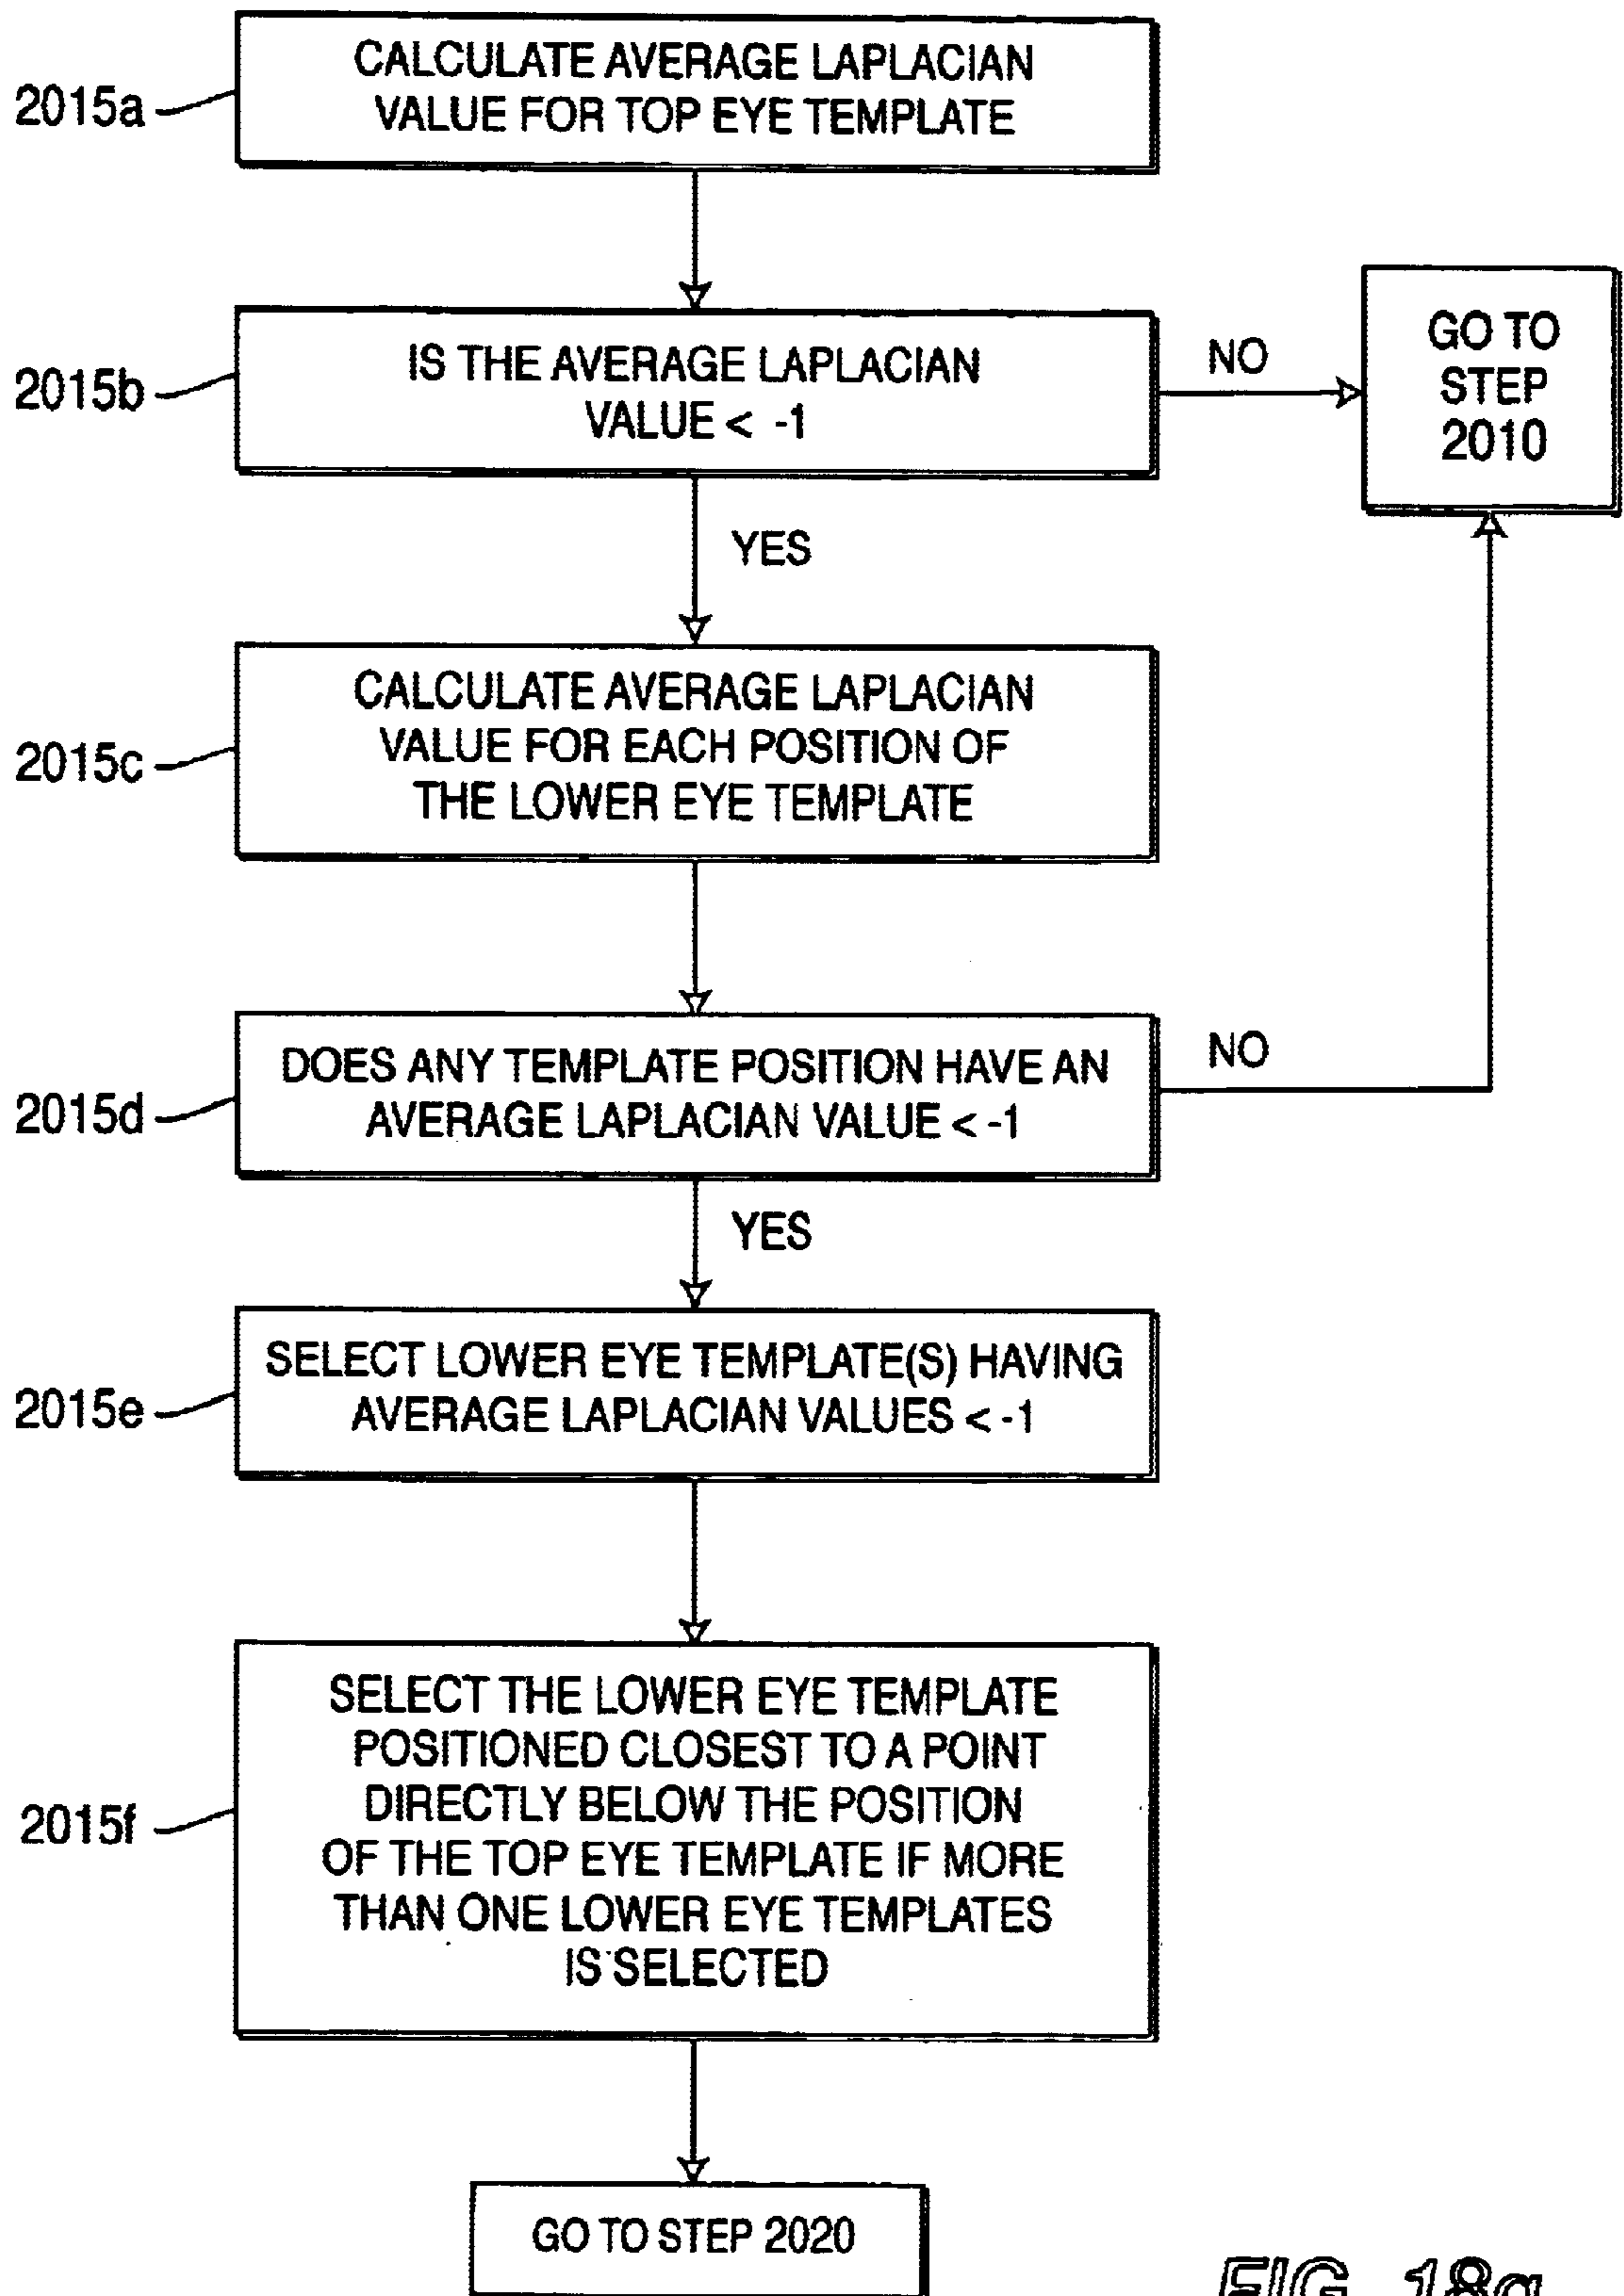 2015a
CALCULATE AVERAGE LAPLACIAN
VALUE FOR TOP EYE TEMPLATE
2015b
IS THE AVERAGE LAPLACIAN
VALUE < -1
NO
GO TO
STEP
2010
YES
2015c
CALCULATE AVERAGE LAPLACIAN
VALUE FOR EACH POSITION OF
THE LOWER EYE TEMPLATE
2015d
DOES ANY TEMPLATE POSITION HAVE AN
AVERAGE LAPLACIAN VALUE < -1
NO
YES
2015e
SELECT LOWER EYE TEMPLATE(S) HAVING
AVERAGE LAPLACIAN VALUES < -1
2015f
SELECT THE LOWER EYE TEMPLATE
POSITIONED CLOSEST TO A POINT
DIRECTLY BELOW THE POSITION
OF THE TOP EYE TEMPLATE IF MORE
THAN ONE LOWER EYE TEMPLATES
IS SELECTED
GO TO STEP 2020
FIG. 18a